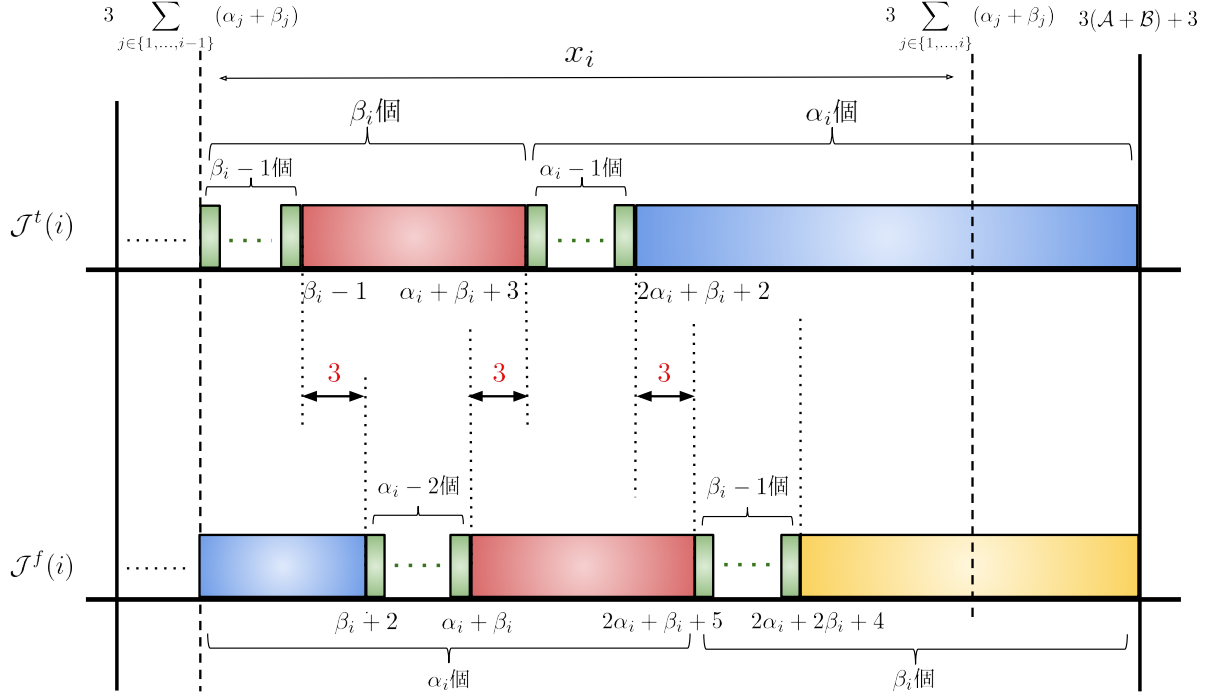 3 ∑_{j∈{1,...,i−1}} (α_j + β_j)
3 ∑_{j∈{1,...,i}} (α_j + β_j)
3(𝒜 + ℬ) + 3
x_i
β_i個
α_i個
β_i − 1個
α_i − 1個
𝒥^t(i)
β_i − 1
α_i + β_i + 3
2α_i + β_i + 2
3
3
3
α_i − 2個
β_i − 1個
𝒥^f(i)
β_i + 2
α_i + β_i
2α_i + β_i + 5
2α_i + 2β_i + 4
α_i個
β_i個